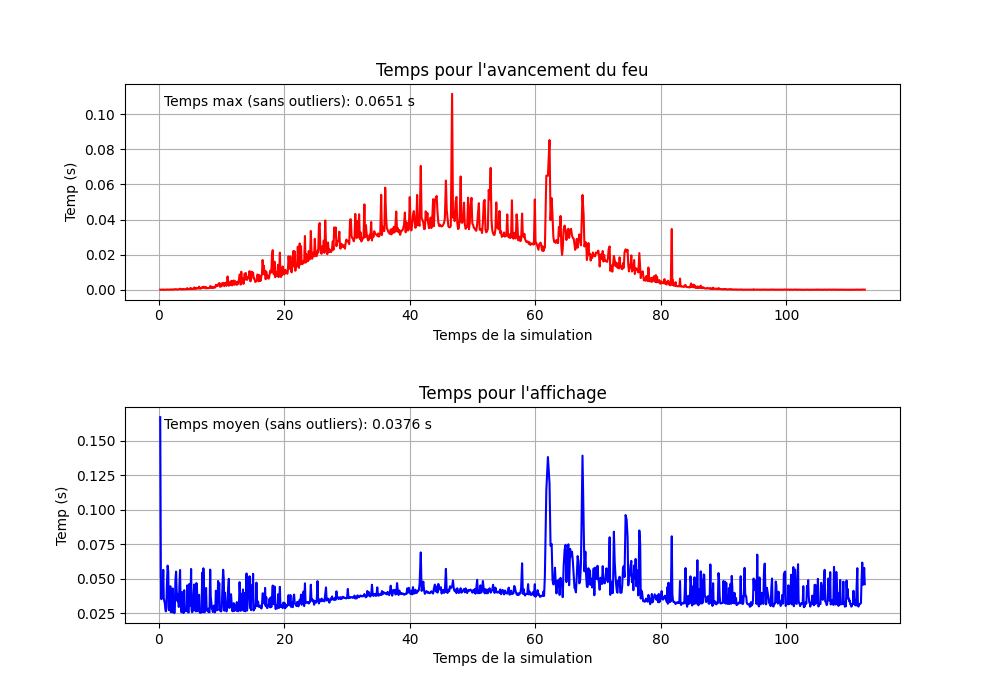 Temps pour l'avancement du feu
Temps max (sans outliers): 0.0651 s
Temp (s)
0.10
0.08
0.06
0.04
0.02
0.00
0 20 40 60 80 100
Temps de la simulation
Temps pour l'affichage
Temps moyen (sans outliers): 0.0376 s
Temp (s)
0.150
0.125
0.100
0.075
0.050
0.025
0 20 40 60 80 100
Temps de la simulation